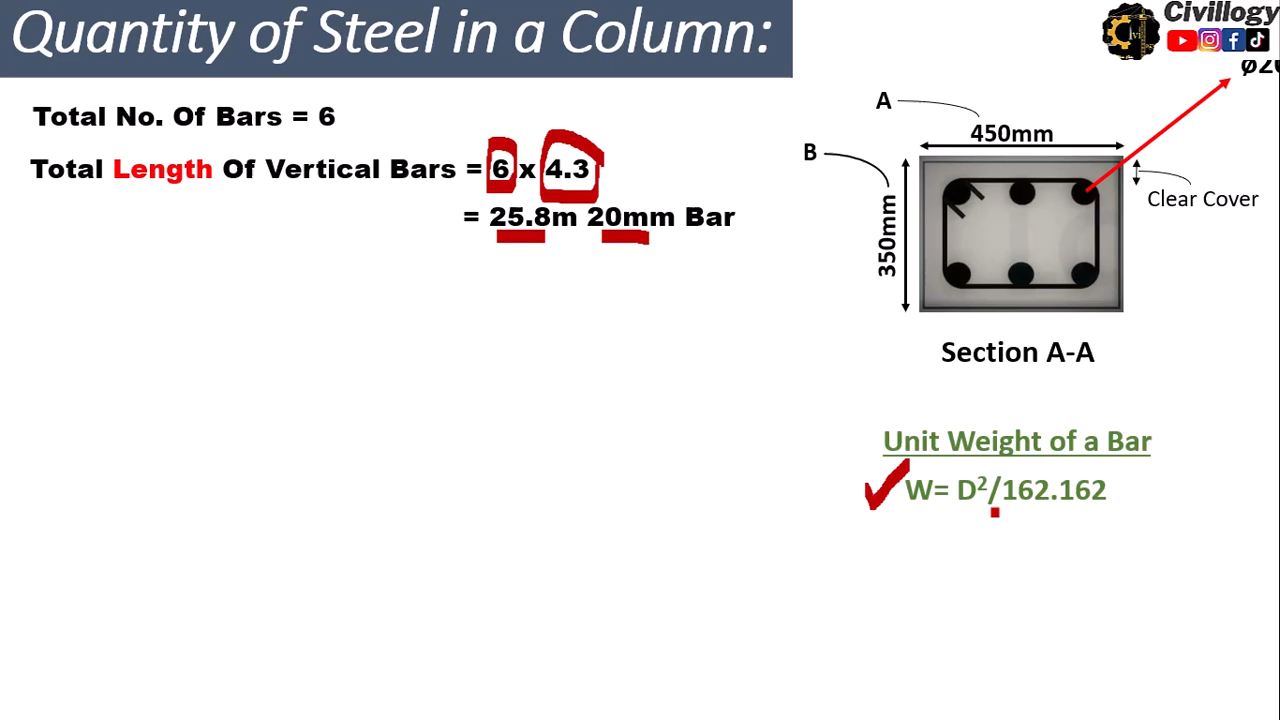 Quantity of Steel in a Column:
Civillogy
Total No. Of Bars = 6
Total Length Of Vertical Bars = 6 x 4.3
= 25.8m 20mm Bar
A
450mm
B
350mm
Clear Cover
Section A-A
Unit Weight of a Bar
W= D²/162.162